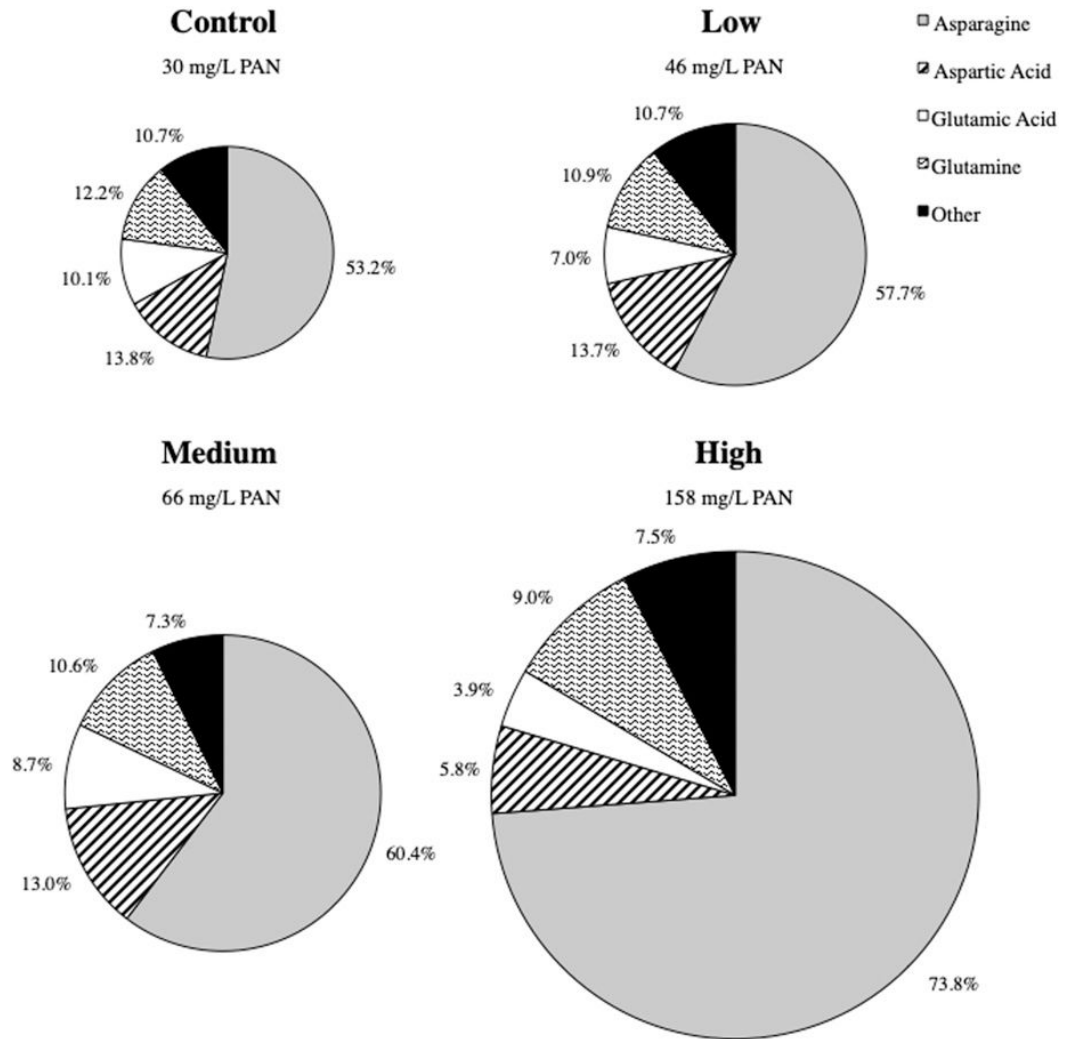 Control
30 mg/L PAN
10.7%
12.2%
10.1%
13.8%
53.2%
Low
46 mg/L PAN
10.7%
10.9%
7.0%
13.7%
57.7%
Asparagine
Aspartic Acid
Glutamic Acid
Glutamine
Other
Medium
66 mg/L PAN
7.3%
10.6%
8.7%
13.0%
60.4%
High
158 mg/L PAN
7.5%
9.0%
3.9%
5.8%
73.8%